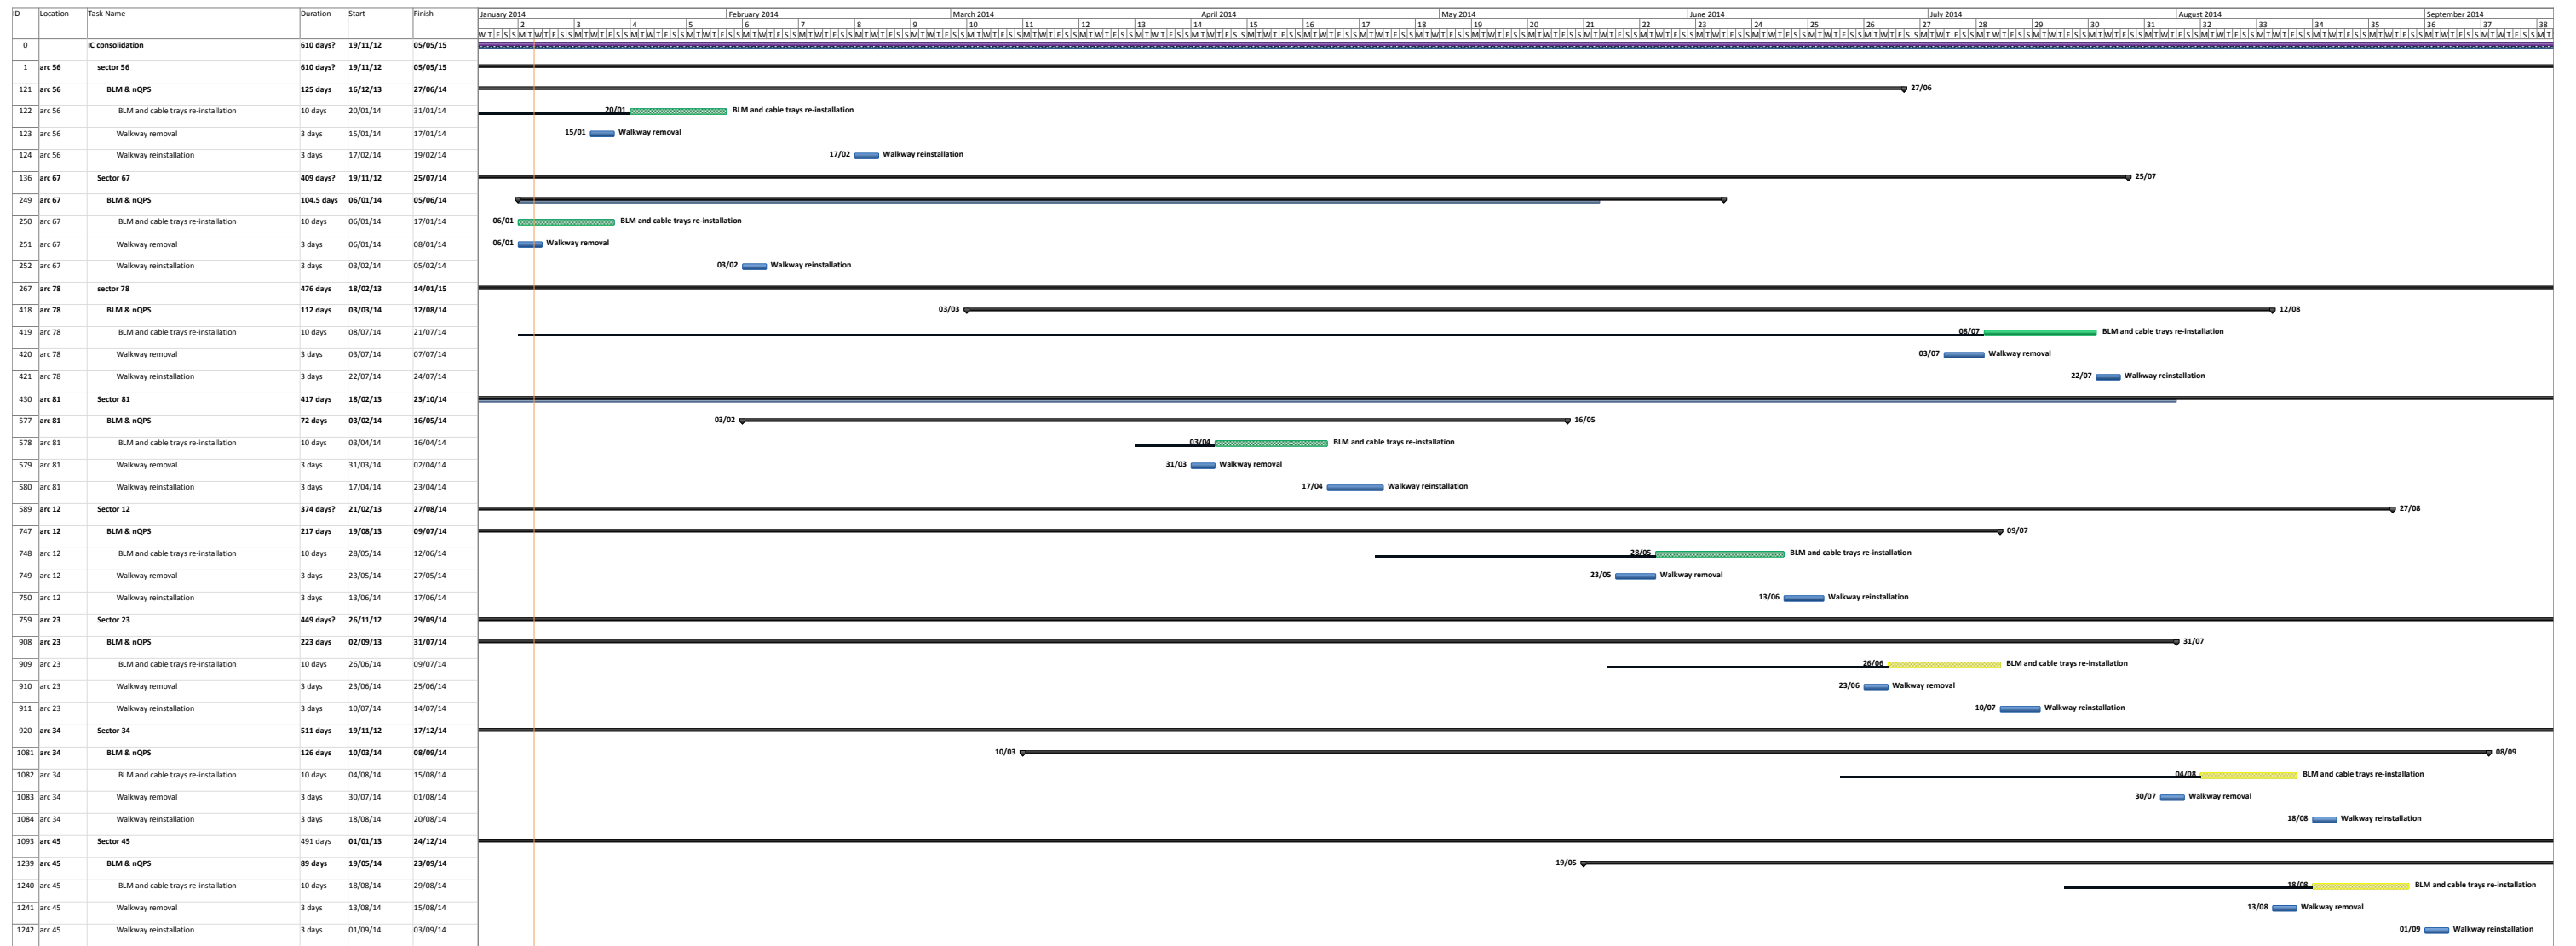 ID Location Task Name Duration Start Finish January 2014 February 2014 March 2014 April 2014 May 2014 June 2014 July 2014 August 2014 September 2014
2 3 4 5 6 7 8 9 10 11 12 13 14 15 16 17 18 19 20 21 22 23 24 25 26 27 28 29 30 31 32 33 34 35 36 37 38
0 IC consolidation 610 days? 19/11/12 05/05/15
1 arc 56 sector 56 610 days? 19/11/12 05/05/15
121 arc 56 BLM & nQPS 125 days 16/12/13 27/06/14 27/06
122 arc 56 BLM and cable trays re-installation 10 days 20/01/14 31/01/14 20/01 BLM and cable trays re-installation
123 arc 56 Walkway removal 3 days 15/01/14 17/01/14 15/01 Walkway removal
124 arc 56 Walkway reinstallation 3 days 17/02/14 19/02/14 17/02 Walkway reinstallation
136 arc 67 Sector 67 409 days? 19/11/12 25/07/14 25/07
249 arc 67 BLM & nQPS 104.5 days 06/01/14 05/06/14
250 arc 67 BLM and cable trays re-installation 10 days 06/01/14 17/01/14 06/01 BLM and cable trays re-installation
251 arc 67 Walkway removal 3 days 06/01/14 08/01/14 06/01 Walkway removal
252 arc 67 Walkway reinstallation 3 days 03/02/14 05/02/14 03/02 Walkway reinstallation
267 arc 78 sector 78 476 days 18/02/13 14/01/15
418 arc 78 BLM & nQPS 112 days 03/03/14 12/08/14 03/03 12/08
419 arc 78 BLM and cable trays re-installation 10 days 08/07/14 21/07/14 08/07 BLM and cable trays re-installation
420 arc 78 Walkway removal 3 days 03/07/14 07/07/14 03/07 Walkway removal
421 arc 78 Walkway reinstallation 3 days 22/07/14 24/07/14 22/07 Walkway reinstallation
430 arc 81 Sector 81 417 days 18/02/13 23/10/14
577 arc 81 BLM & nQPS 72 days 03/02/14 16/05/14 03/02 16/05
578 arc 81 BLM and cable trays re-installation 10 days 03/04/14 16/04/14 03/04 BLM and cable trays re-installation
579 arc 81 Walkway removal 3 days 31/03/14 02/04/14 31/03 Walkway removal
580 arc 81 Walkway reinstallation 3 days 17/04/14 23/04/14 17/04 Walkway reinstallation
589 arc 12 Sector 12 374 days? 21/02/13 27/08/14 27/08
747 arc 12 BLM & nQPS 217 days 19/08/13 09/07/14 09/07
748 arc 12 BLM and cable trays re-installation 10 days 28/05/14 12/06/14 28/05 BLM and cable trays re-installation
749 arc 12 Walkway removal 3 days 23/05/14 27/05/14 23/05 Walkway removal
750 arc 12 Walkway reinstallation 3 days 13/06/14 17/06/14 13/06 Walkway reinstallation
759 arc 23 Sector 23 449 days? 26/11/12 29/09/14
908 arc 23 BLM & nQPS 223 days 02/09/13 31/07/14 31/07
909 arc 23 BLM and cable trays re-installation 10 days 26/06/14 09/07/14 26/06 BLM and cable trays re-installation
910 arc 23 Walkway removal 3 days 23/06/14 25/06/14 23/06 Walkway removal
911 arc 23 Walkway reinstallation 3 days 10/07/14 14/07/14 10/07 Walkway reinstallation
920 arc 34 Sector 34 511 days 19/11/12 17/12/14
1081 arc 34 BLM & nQPS 126 days 10/03/14 08/09/14 10/03 08/09
1082 arc 34 BLM and cable trays re-installation 10 days 04/08/14 15/08/14 04/08 BLM and cable trays re-installation
1083 arc 34 Walkway removal 3 days 30/07/14 01/08/14 30/07 Walkway removal
1084 arc 34 Walkway reinstallation 3 days 18/08/14 20/08/14 18/08 Walkway reinstallation
1093 arc 45 Sector 45 491 days 01/01/13 24/12/14
1239 arc 45 BLM & nQPS 89 days 19/05/14 23/09/14 19/05
1240 arc 45 BLM and cable trays re-installation 10 days 18/08/14 29/08/14 18/08 BLM and cable trays re-installation
1241 arc 45 Walkway removal 3 days 13/08/14 15/08/14 13/08 Walkway removal
1242 arc 45 Walkway reinstallation 3 days 01/09/14 03/09/14 01/09 Walkway reinstallation